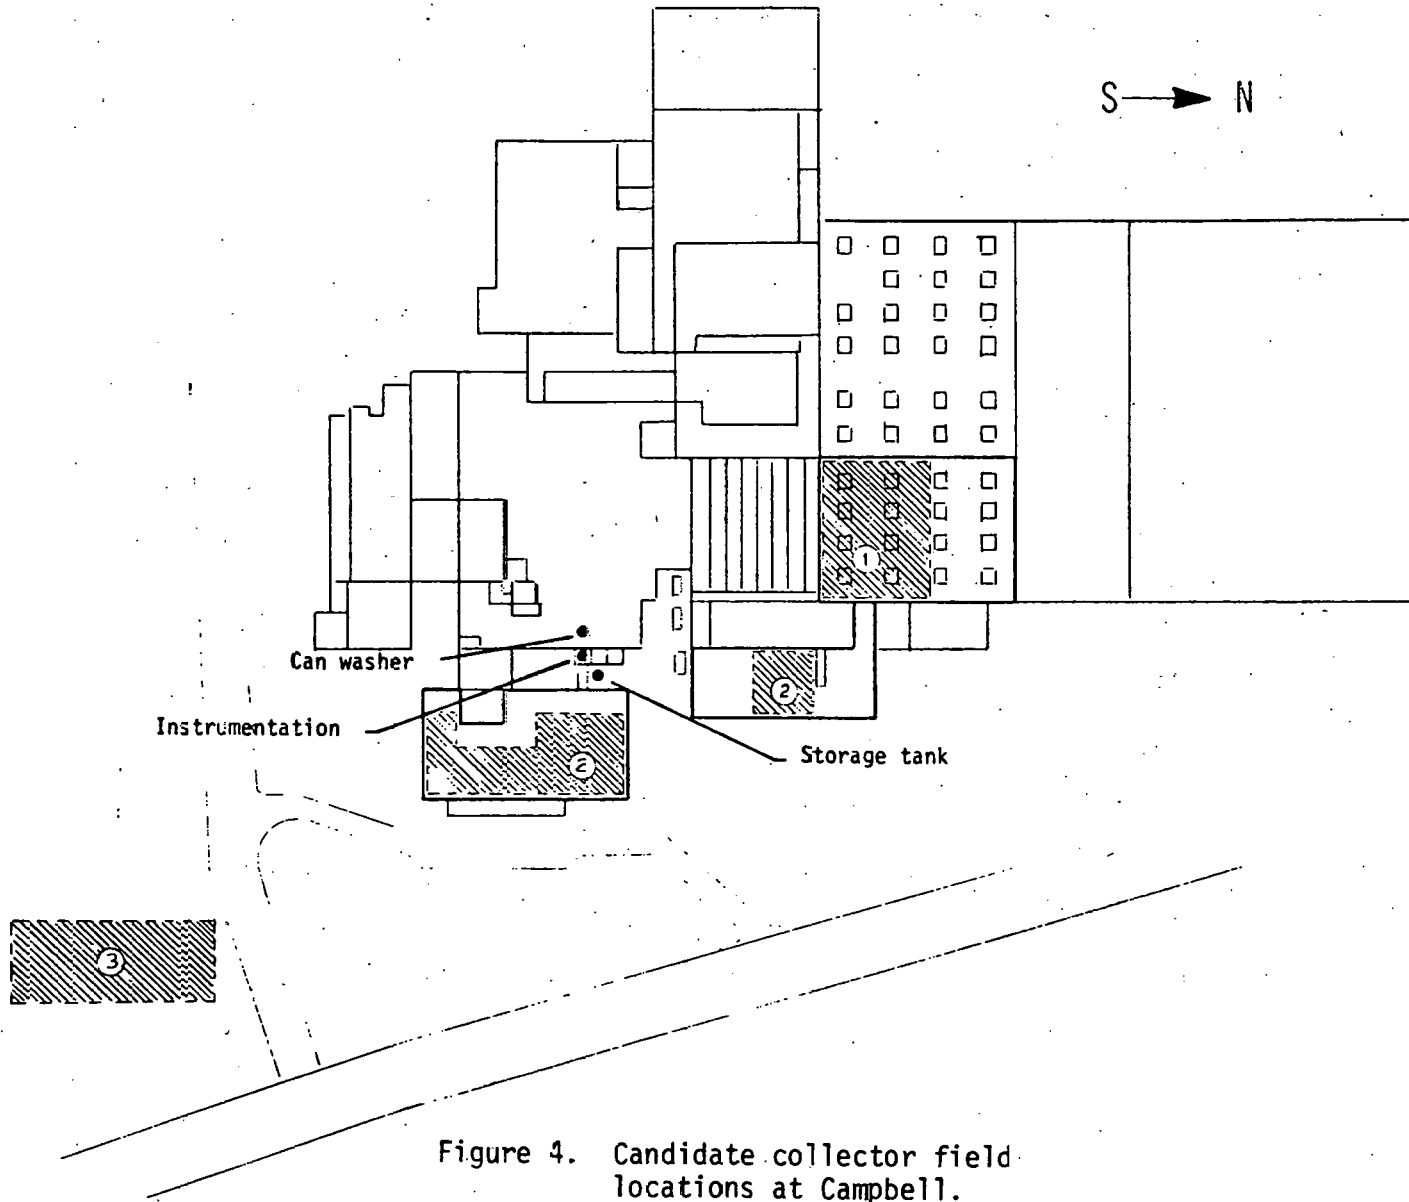 S N
1
Can washer
2
Instrumentation
Storage tank
2
3
Figure 4. Candidate collector field
locations at Campbell.